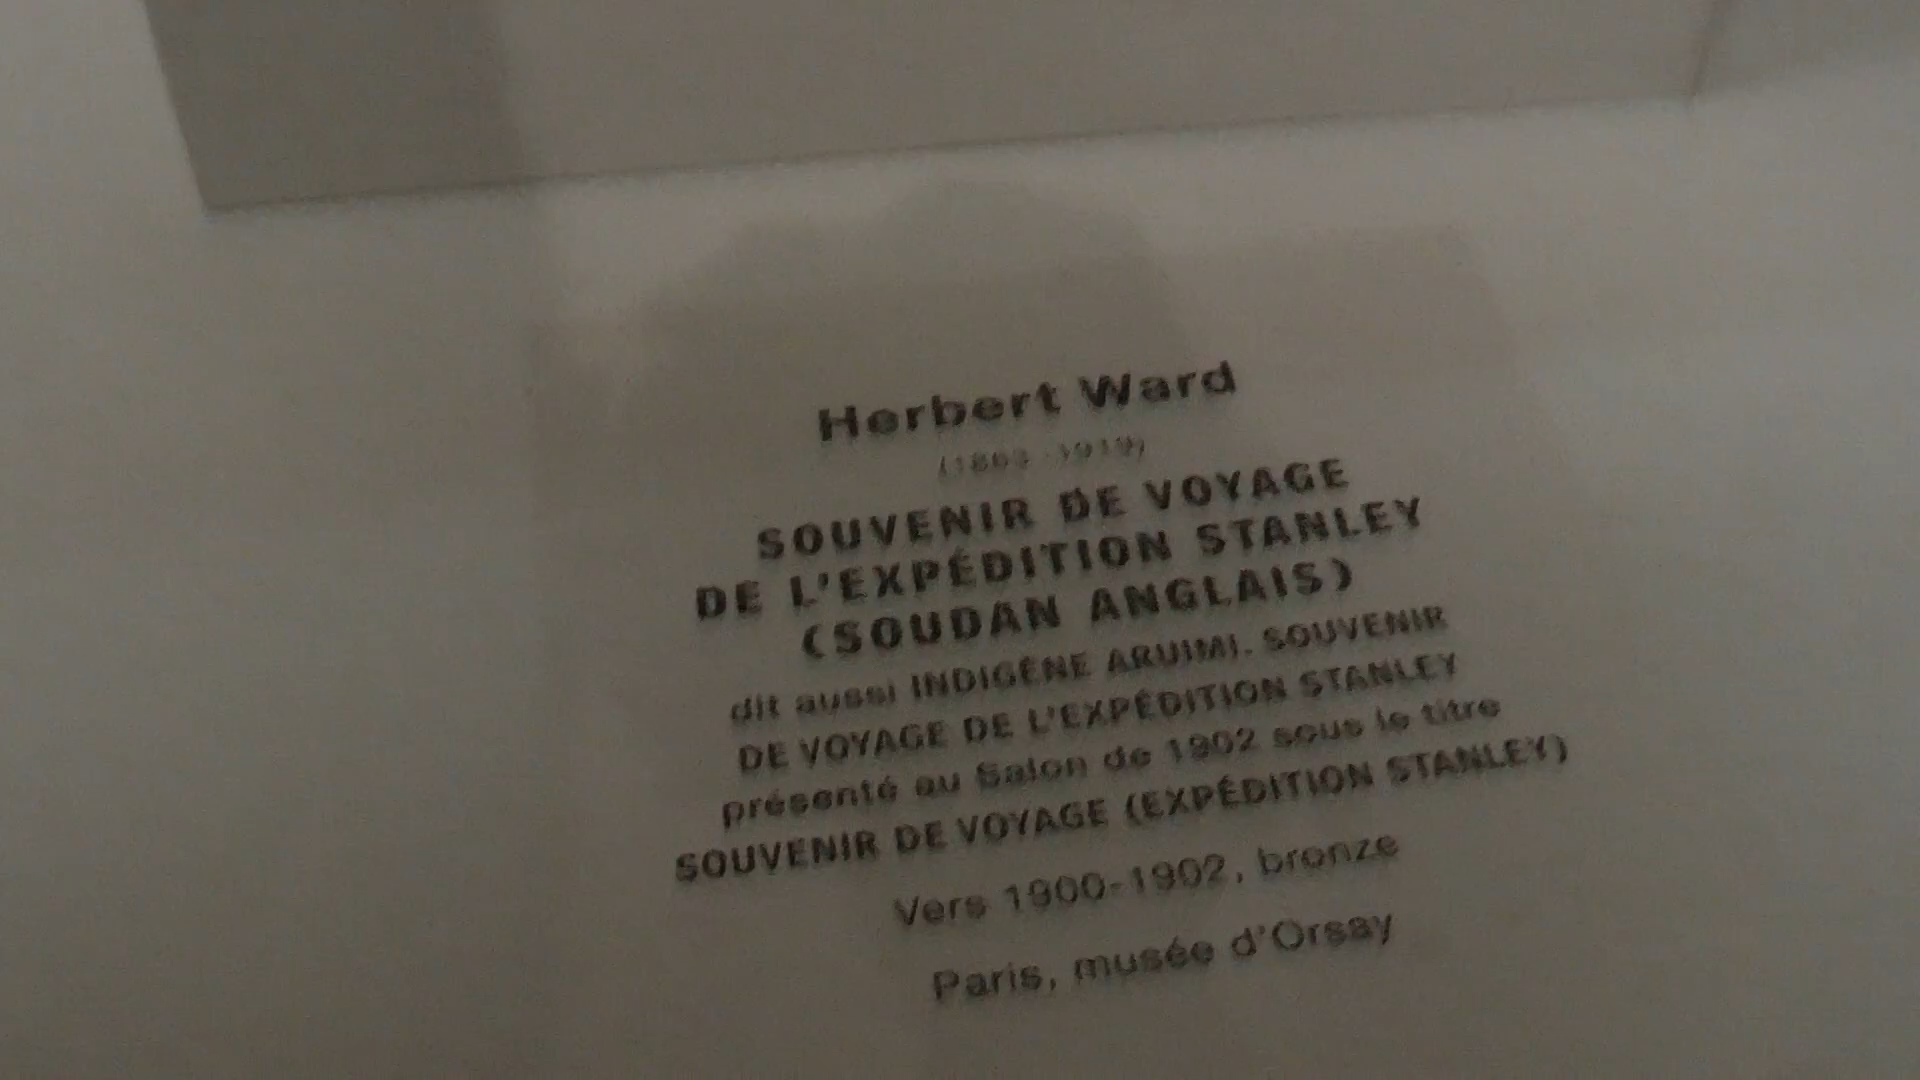 Herbert Ward
(1863-1919)
SOUVENIR DE VOYAGE
DE L'EXPÉDITION STANLEY
(SOUDAN ANGLAIS)
dit aussi INDIGÈNE ARUIMI. SOUVENIR
DE VOYAGE DE L'EXPÉDITION STANLEY
présenté au Salon de 1902 sous le titre
SOUVENIR DE VOYAGE (EXPÉDITION STANLEY)
Vers 1900-1902, bronze
Paris, musée d'Orsay